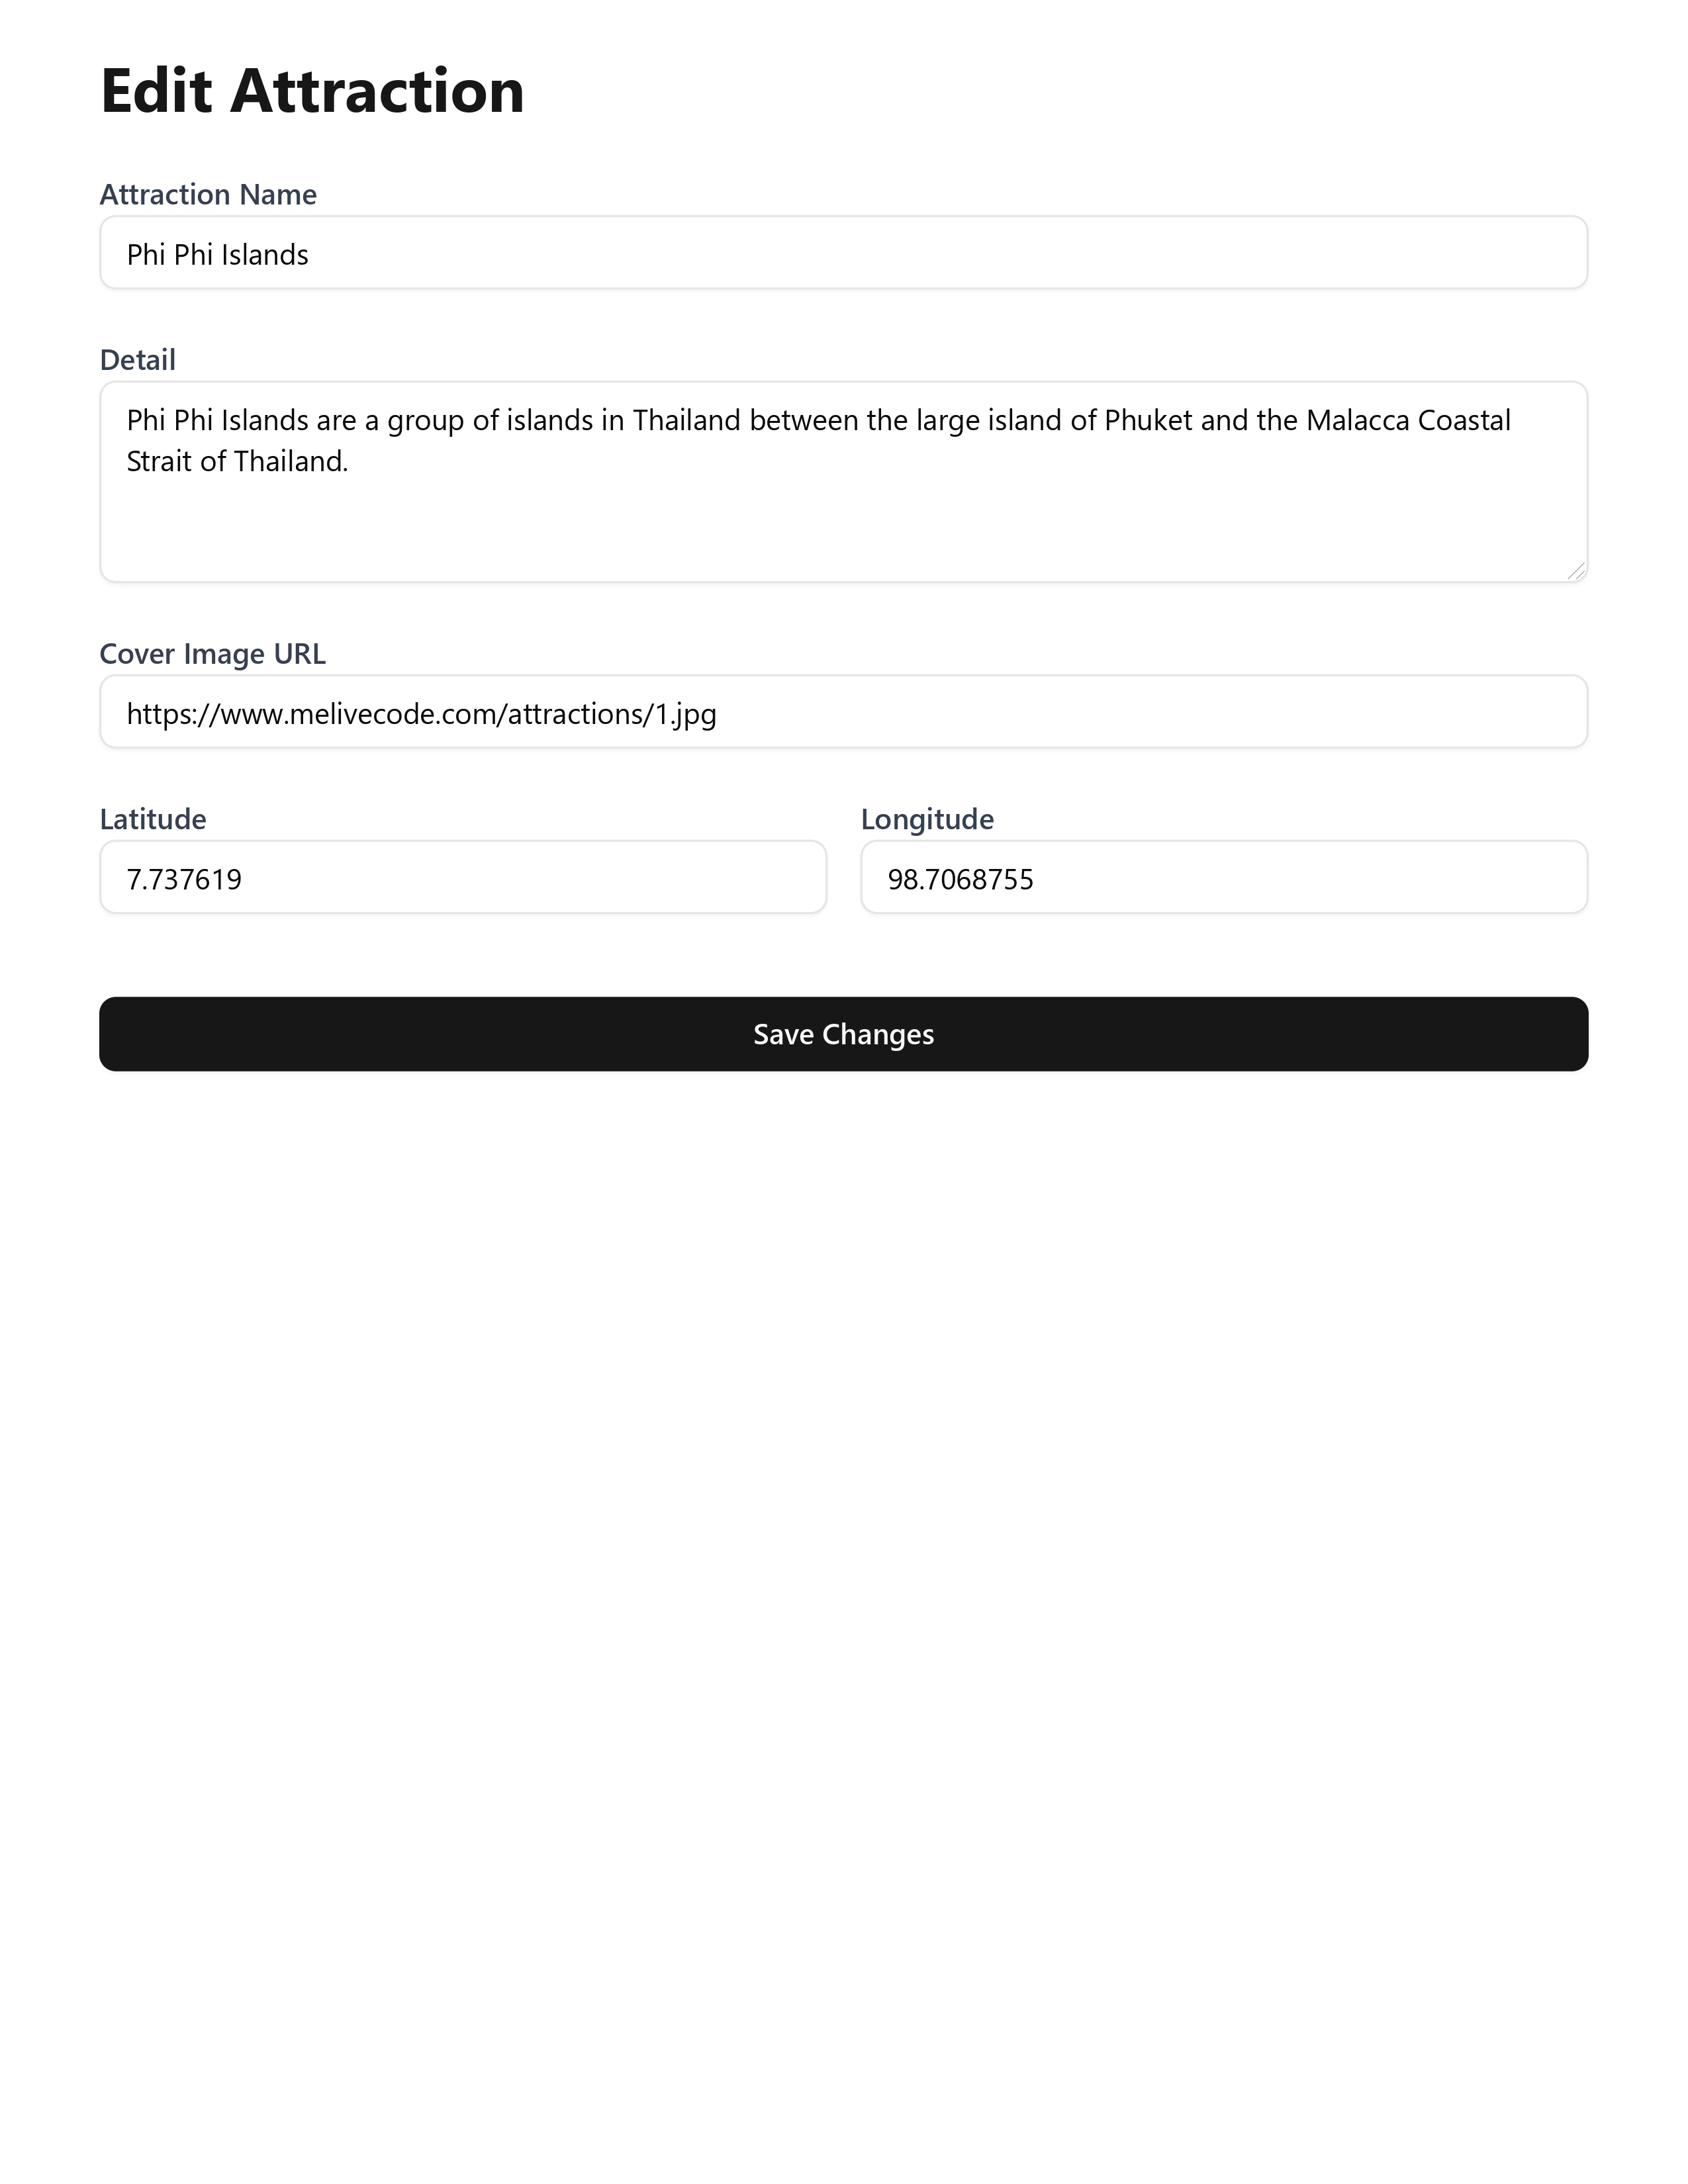 Edit Attraction
Attraction Name
Phi Phi Islands
Detail
Phi Phi Islands are a group of islands in Thailand between the large island of Phuket and the Malacca Coastal
Strait of Thailand.
Cover Image URL
https://www.melivecode.com/attractions/1.jpg
Latitude
Longitude
7.737619
98.7068755
Save Changes